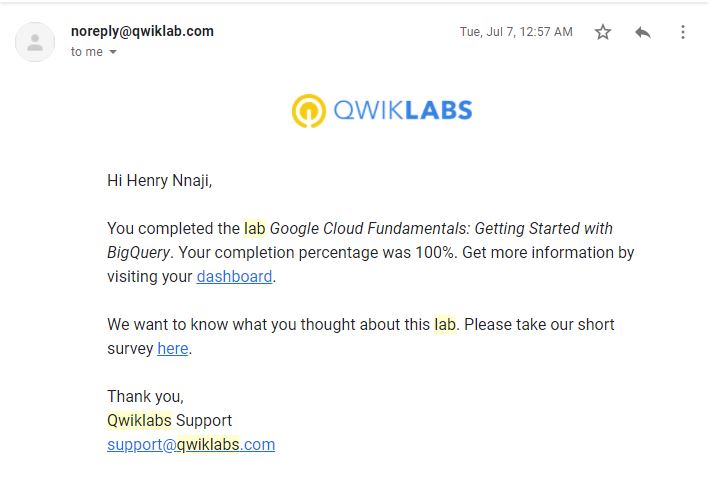 noreply@qwiklab.com
Tue, Jul 7, 12:57 AM
to me
QWIKLABS
Hi Henry Nnaji,
You completed the lab Google Cloud Fundamentals: Getting Started with
BigQuery. Your completion percentage was 100%. Get more information by
visiting your dashboard.
We want to know what you thought about this lab. Please take our short
survey here.
Thank you,
Qwiklabs Support
support@qwiklabs.com